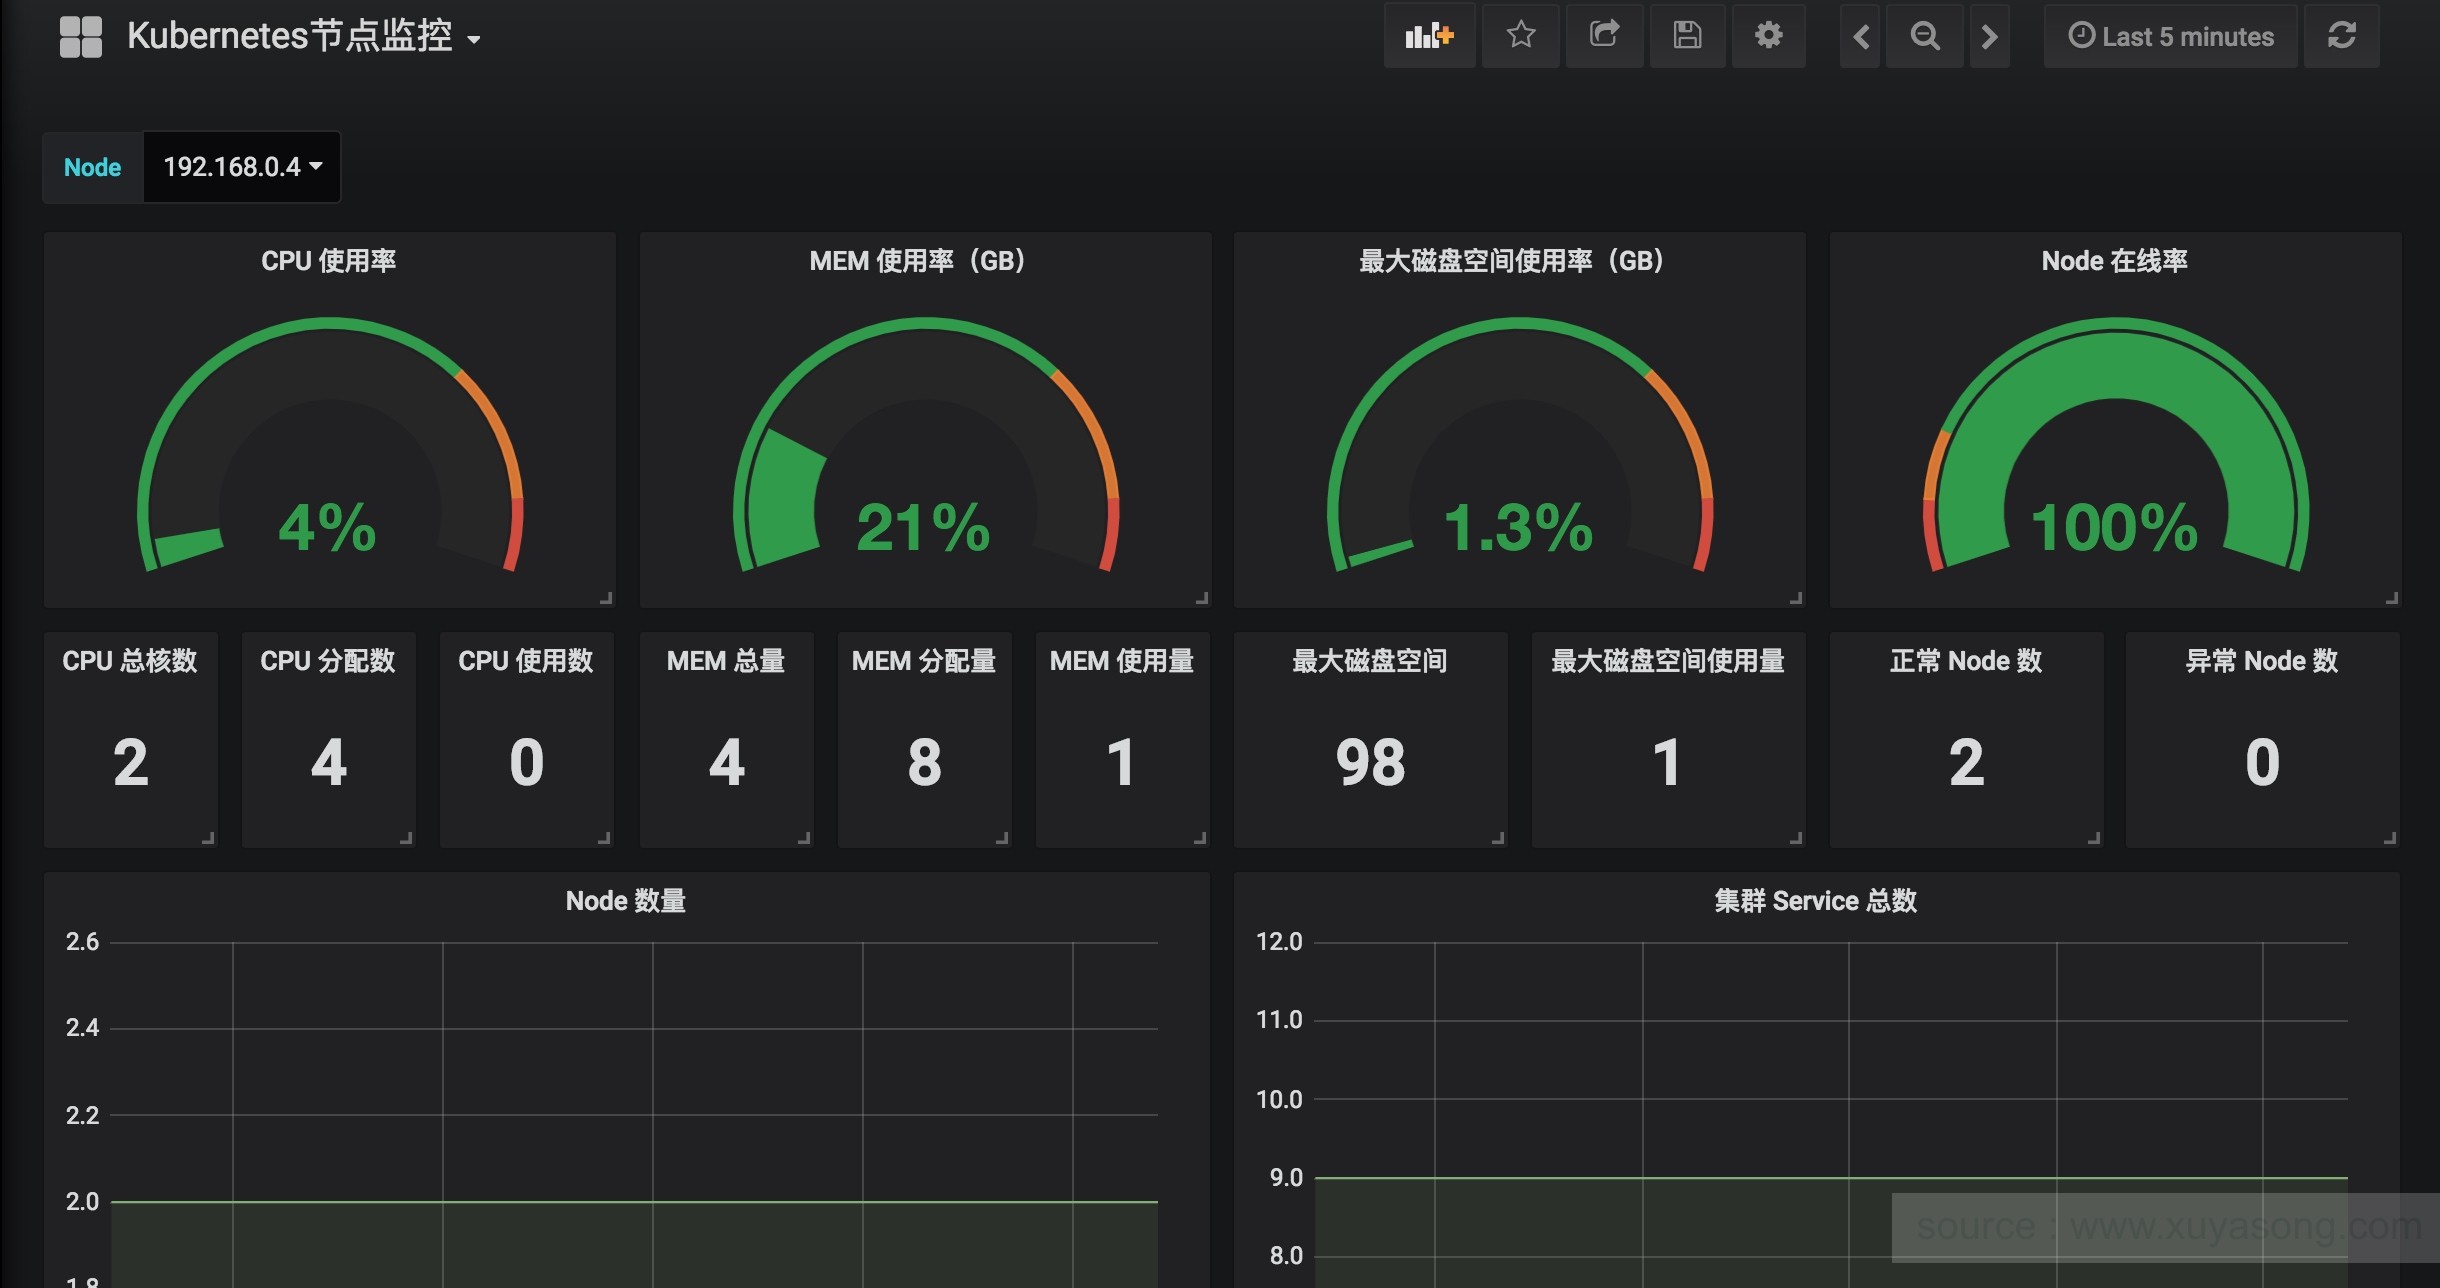 Kubernetes节点监控
Last 5 minutes
Node 192.168.0.4
CPU 使用率
MEM 使用率（GB）
最大磁盘空间使用率（GB）
Node 在线率
4%
21%
1.3%
100%
CPU 总核数
CPU 分配数
CPU 使用数
MEM 总量
MEM 分配量
MEM 使用量
最大磁盘空间
最大磁盘空间使用量
正常 Node 数
异常 Node 数
2
4
0
4
8
1
98
1
2
0
Node 数量
2.6
2.4
2.2
2.0
1.8
集群 Service 总数
12.0
11.0
10.0
9.0
8.0
source : www.xuyasong.com